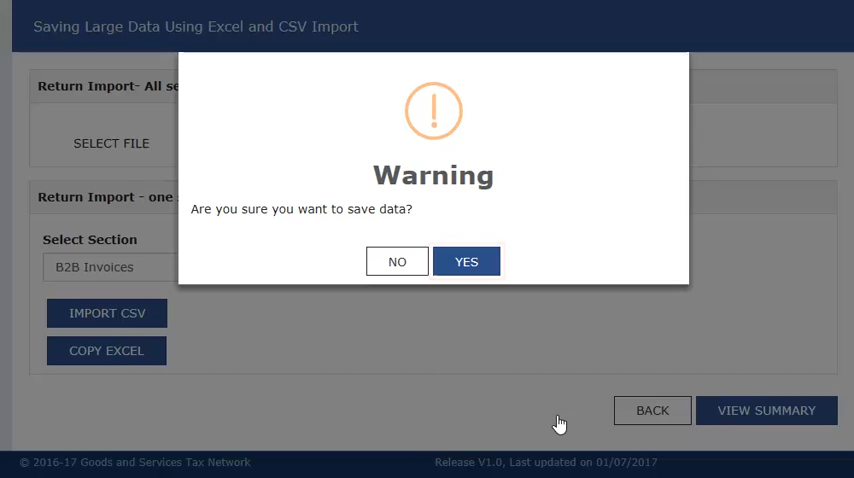 Saving Large Data Using Excel and CSV Import
Return Import- All se
SELECT FILE
Warning
Are you sure you want to save data?
NO
YES
Return Import - one
Select Section
B2B Invoices
IMPORT CSV
COPY EXCEL
BACK
VIEW SUMMARY
© 2016-17 Goods and Services Tax Network
Release V1.0, Last updated on 01/07/2017